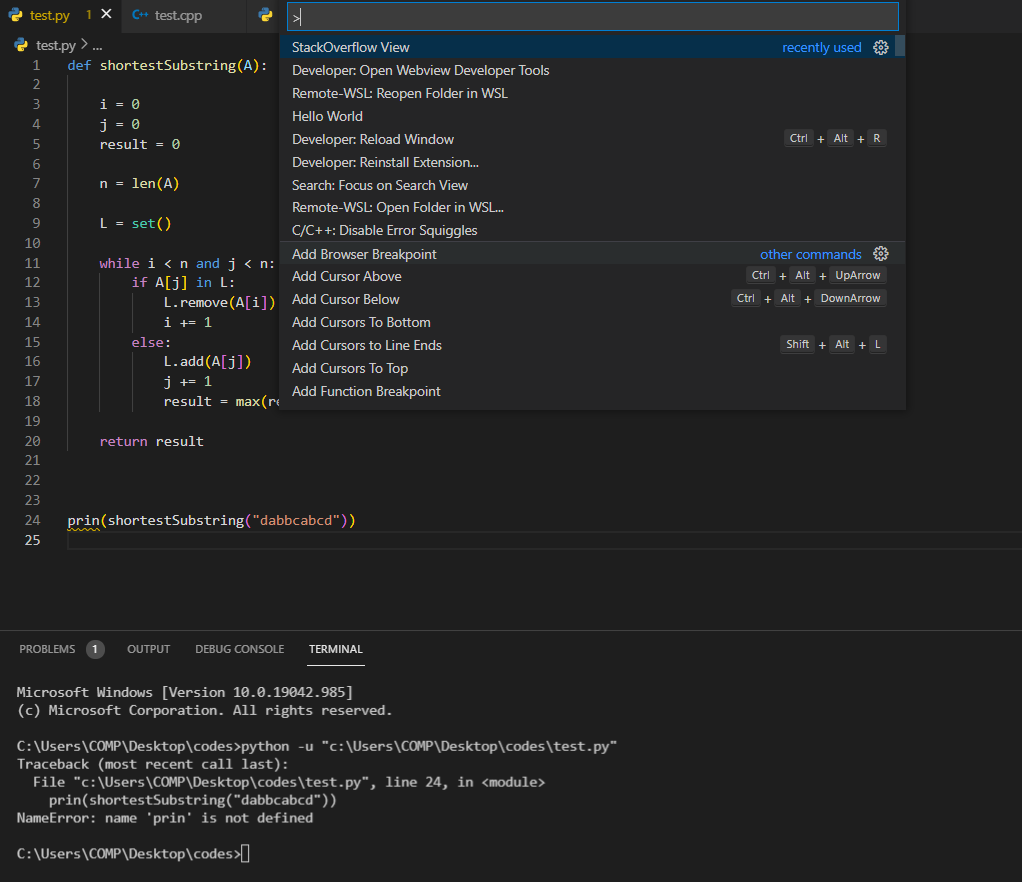 test.py 1 × C++ test.cpp
>
StackOverflow View recently used
Developer: Open Webview Developer Tools
Remote-WSL: Reopen Folder in WSL
Hello World
Developer: Reload Window Ctrl + Alt + R
Developer: Reinstall Extension...
Search: Focus on Search View
Remote-WSL: Open Folder in WSL...
C/C++: Disable Error Squiggles
Add Browser Breakpoint other commands
Add Cursor Above Ctrl + Alt + UpArrow
Add Cursor Below Ctrl + Alt + DownArrow
Add Cursors To Bottom
Add Cursors to Line Ends Shift + Alt + L
Add Cursors To Top
Add Function Breakpoint
test.py > ...
1 def shortestSubstring(A):
2
3 i = 0
4 j = 0
5 result = 0
6
7 n = len(A)
8
9 L = set()
10
11 while i < n and j < n:
12 if A[j] in L:
13 L.remove(A[i])
14 i += 1
15 else:
16 L.add(A[j])
17 j += 1
18 result = max(re
19
20 return result
21
22
23
24 prin(shortestSubstring("dabbcabcd"))
25
PROBLEMS 1 OUTPUT DEBUG CONSOLE TERMINAL
Microsoft Windows [Version 10.0.19042.985]
(c) Microsoft Corporation. All rights reserved.
C:\Users\COMP\Desktop\codes>python -u "c:\Users\COMP\Desktop\codes\test.py"
Traceback (most recent call last):
File "c:\Users\COMP\Desktop\codes\test.py", line 24, in <module>
prin(shortestSubstring("dabbcabcd"))
NameError: name 'prin' is not defined
C:\Users\COMP\Desktop\codes>